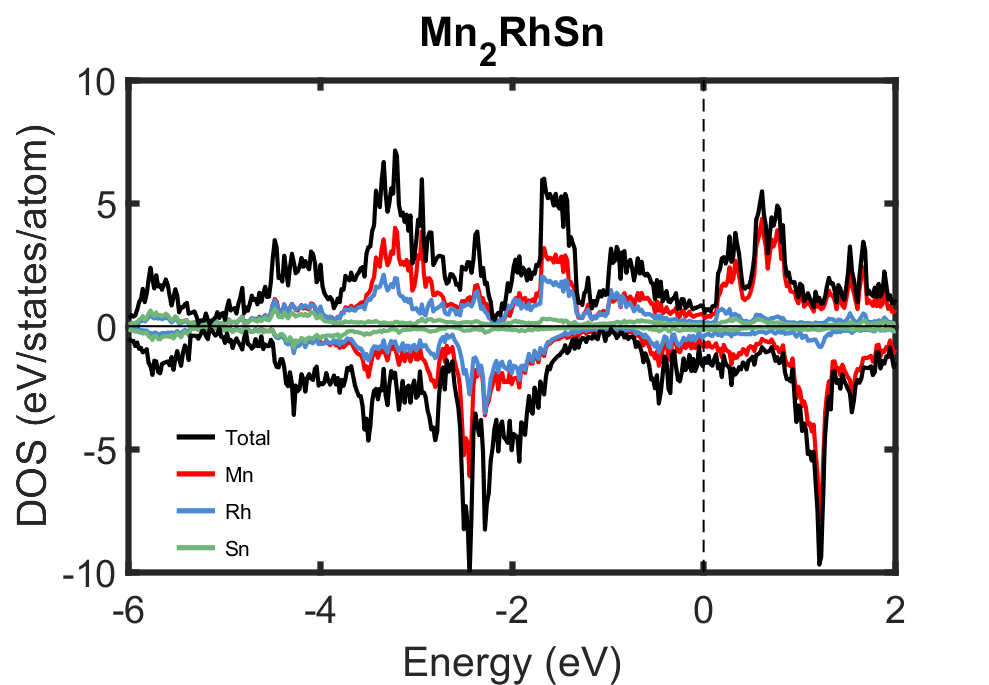 Mn2RhSn
DOS (eV/states/atom)
10
5
0
-5
-10
Total
Mn
Rh
Sn
-6 -4 -2 0 2
Energy (eV)